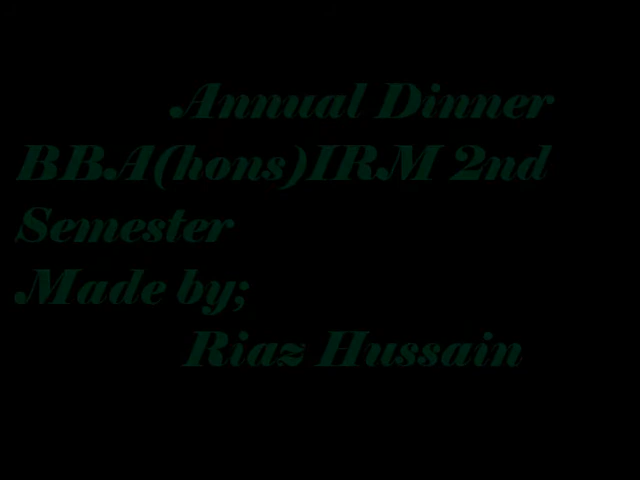 Annual Dinner
BBA(hons)IRM 2nd
Semester
Made by;
Riaz Hussain